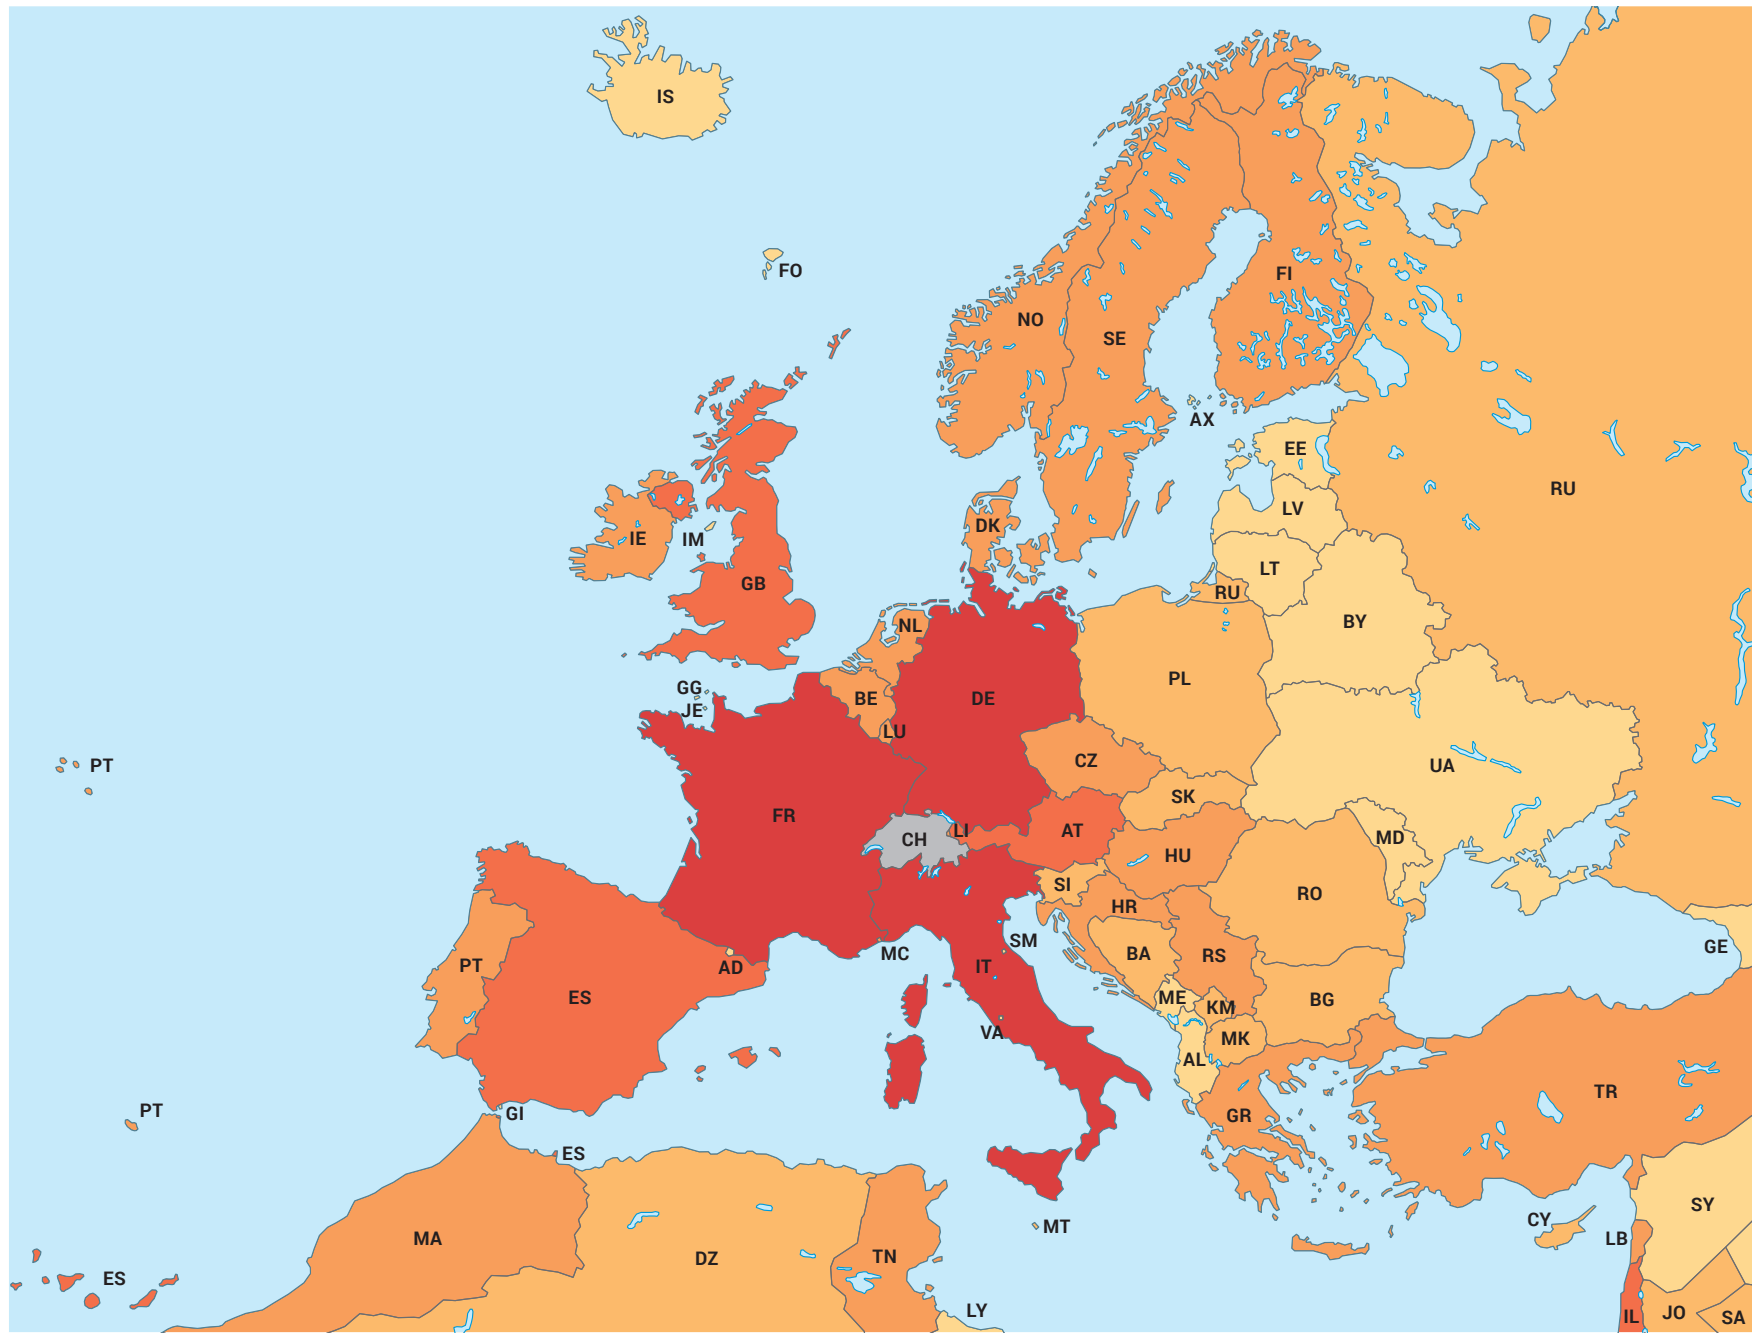 IS
FO
NO
FI
SE
AX
EE
RU
LV
DK
IE
IM
LT
GB
RU
BY
NL
PL
GG
BE
DE
JE
LU
CZ
PT
UA
SK
FR
LI
AT
MD
CH
HU
SI
RO
HR
SM
GE
MC
BA
RS
PT
AD
IT
ES
ME
BG
KM
VA
MK
AL
TR
PT
GI
GR
ES
SY
CY
MT
MA
LB
DZ
TN
ES
LY
IL
JO
SA